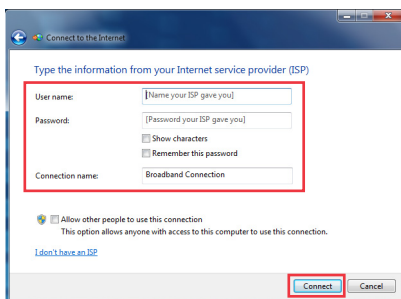 Connect to the Internet
Type the information from your Internet service provider (ISP)
User name: [Name your ISP gave you]
Password: [Password your ISP gave you]
Show characters
Remember this password
Connection name: Broadband Connection
Allow other people to use this connection
This option allows anyone with access to this computer to use this connection.
I don't have an ISP
Connect Cancel